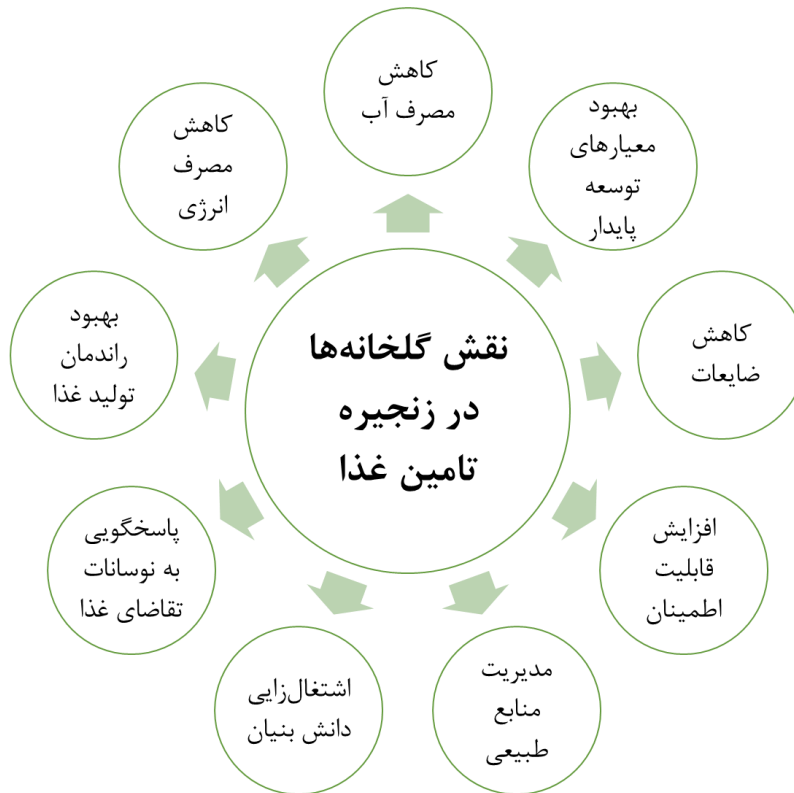 نقش گلخانه‌ها
در زنجیره
تامین غذا
کاهش
مصرف آب
بهبود
معیارهای
توسعه
پایدار
کاهش
ضایعات
افزایش
قابلیت
اطمینان
مدیریت
منابع
طبیعی
اشتغال‌زایی
دانش بنیان
پاسخگویی
به نوسانات
تقاضای غذا
بهبود
راندمان
تولید غذا
کاهش
مصرف
انرژی